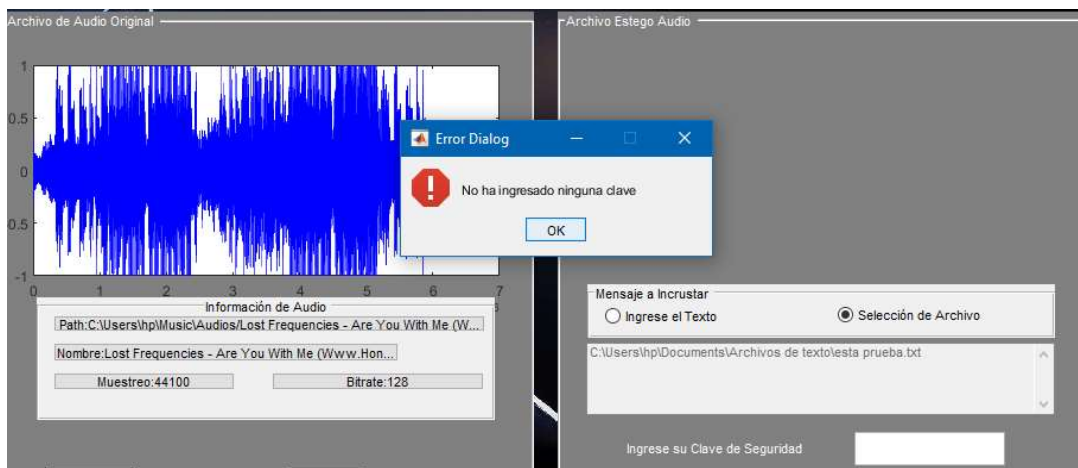 Archivo de Audio Original
1
0.5
0
0.5
-1
0 1 2 3 4 5 6 7
Información de Audio
Path:C:\Users\hp\Music\Audios/Lost Frequencies - Are You With Me (W...
Nombre:Lost Frequencies - Are You With Me (Www.Hon...
Muestreo:44100
Bitrate:128
Error Dialog
No ha ingresado ninguna clave
OK
Archivo Estego Audio
Mensaje a Incrustar
Ingrese el Texto
Selección de Archivo
C:\Users\hp\Documents\Archivos de texto\esta prueba.txt
Ingrese su Clave de Seguridad